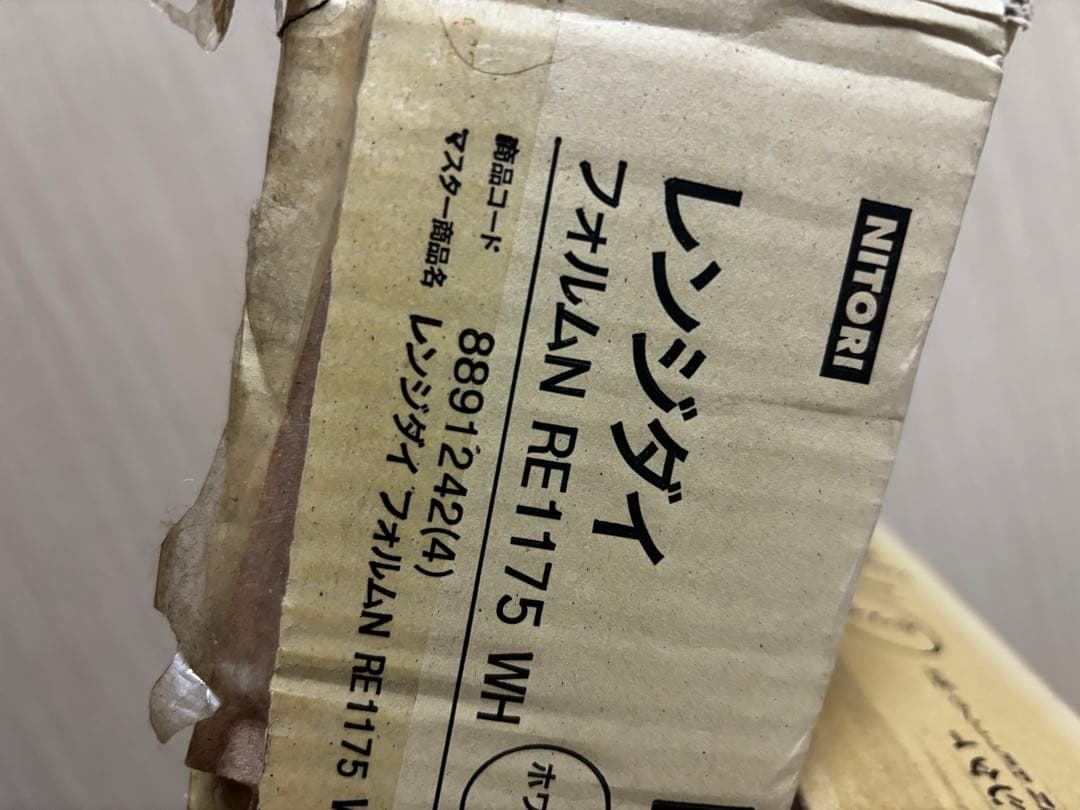 NITORI
レンジダイ
フォルムN RE1175 WH
ホワ
商品コード 8891242(4)
マスター商品名 レンジダイ フォルムN RE1175